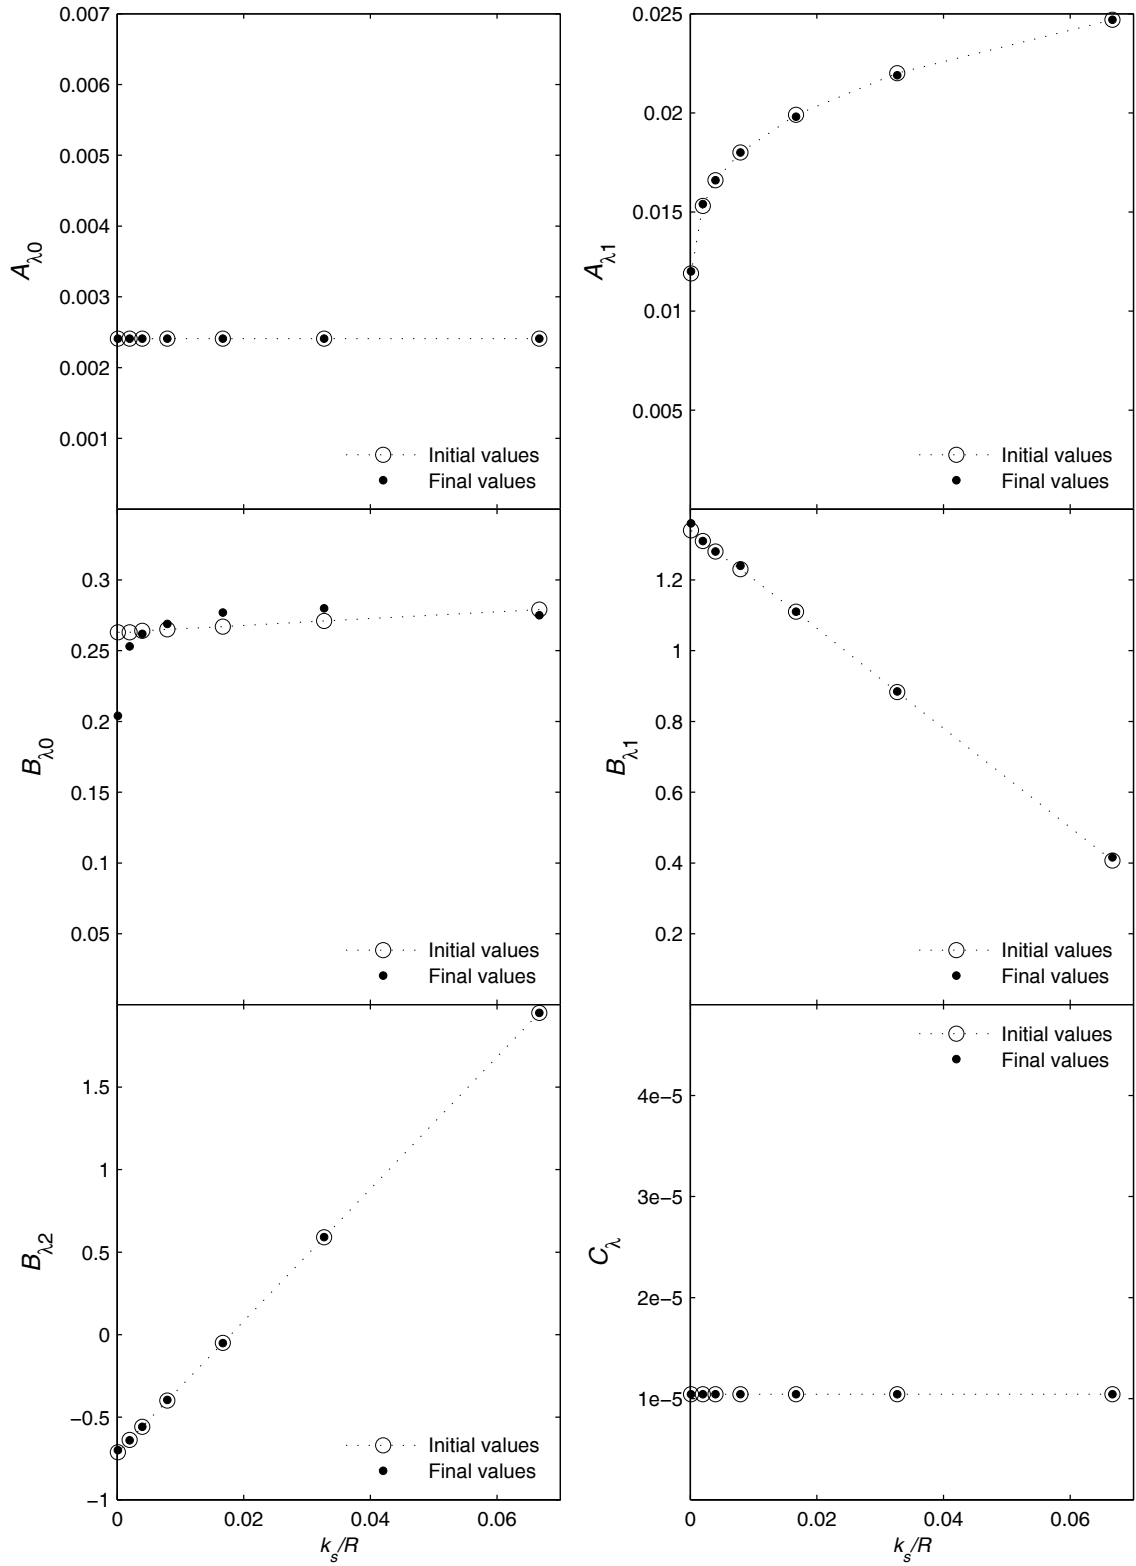 0.007
0.006
0.005
0.004
0.003
0.002
0.001
Aλ0
Initial values
Final values
0.025
0.02
0.015
0.01
0.005
Aλ1
Initial values
Final values
0.3
0.25
0.2
0.15
0.1
0.05
Bλ0
Initial values
Final values
1.2
1
0.8
0.6
0.4
0.2
Bλ1
Initial values
Final values
1.5
1
0.5
0
−0.5
−1
Bλ2
Initial values
Final values
0 0.02 0.04 0.06
ks/R
Initial values
Final values
4e−5
3e−5
2e−5
1e−5
Cλ
0 0.02 0.04 0.06
ks/R